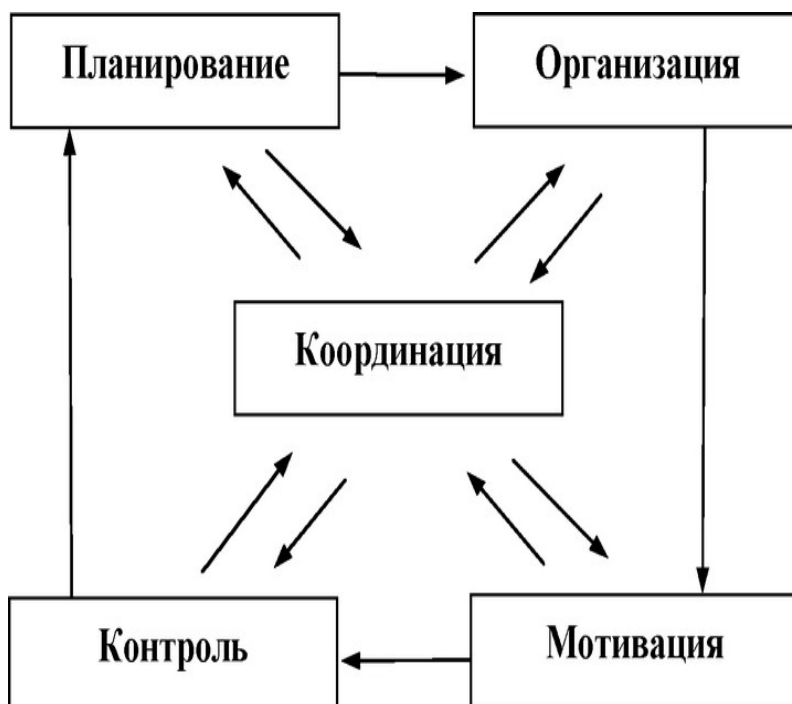 Планирование
Организация
Координация
Контроль
Мотивация